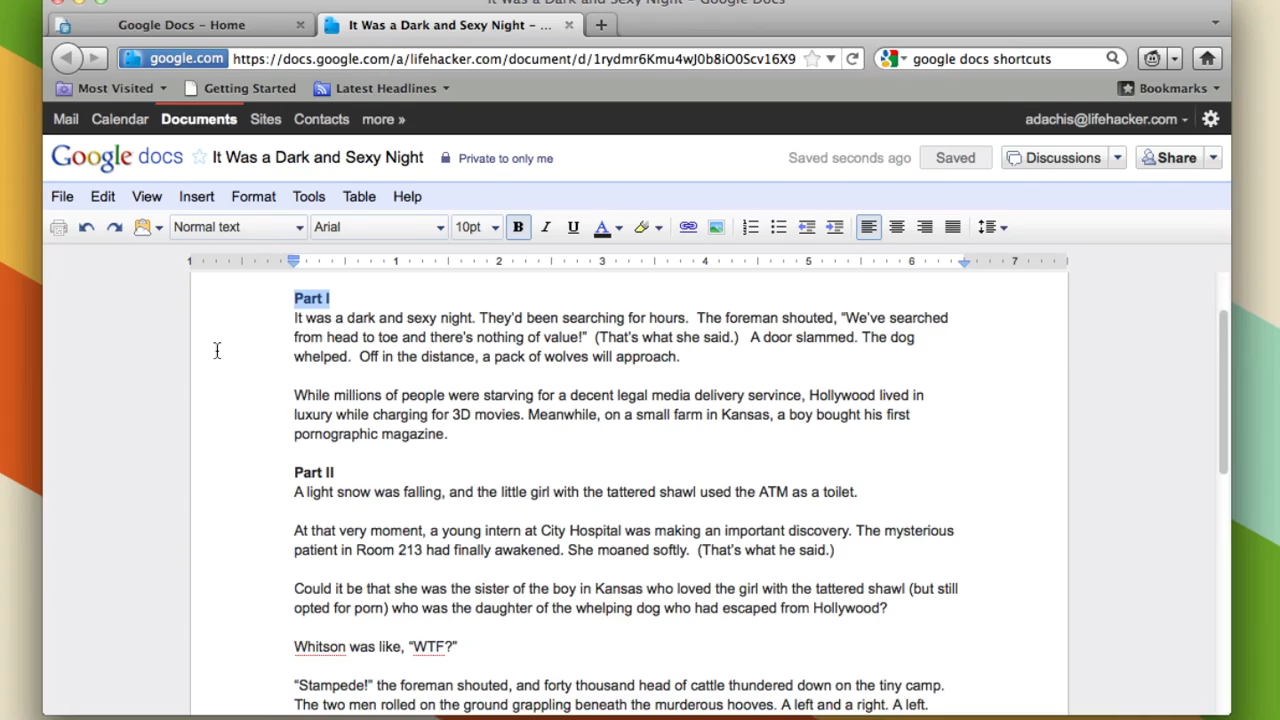 It Was a Dark and Sexy Night – Google Docs
Google Docs - Home
It Was a Dark and Sexy Night - ...
google.com
https://docs.google.com/a/lifehacker.com/document/d/1rydmr6Kmu4wJ0b8iO0Scv16X9
google docs shortcuts
Most Visited
Getting Started
Latest Headlines
Bookmarks
Mail Calendar Documents Sites Contacts more »
adachis@lifehacker.com
Google docs
It Was a Dark and Sexy Night
Private to only me
Saved seconds ago
Saved
Discussions
Share
File Edit View Insert Format Tools Table Help
Normal text
Arial
10pt
B I U A
1 1 2 3 4 5 6 7
Part I
It was a dark and sexy night. They’d been searching for hours.  The foreman shouted, “We’ve searched
from head to toe and there’s nothing of value!”  (That’s what she said.)   A door slammed. The dog
whelped.  Off in the distance, a pack of wolves will approach.
While millions of people were starving for a decent legal media delivery servince, Hollywood lived in
luxury while charging for 3D movies. Meanwhile, on a small farm in Kansas, a boy bought his first
pornographic magazine.
Part II
A light snow was falling, and the little girl with the tattered shawl used the ATM as a toilet.
At that very moment, a young intern at City Hospital was making an important discovery. The mysterious
patient in Room 213 had finally awakened. She moaned softly.  (That’s what he said.)
Could it be that she was the sister of the boy in Kansas who loved the girl with the tattered shawl (but still
opted for porn) who was the daughter of the whelping dog who had escaped from Hollywood?
Whitson was like, “WTF?”
“Stampede!” the foreman shouted, and forty thousand head of cattle thundered down on the tiny camp.
The two men rolled on the ground grappling beneath the murderous hooves. A left and a right. A left.